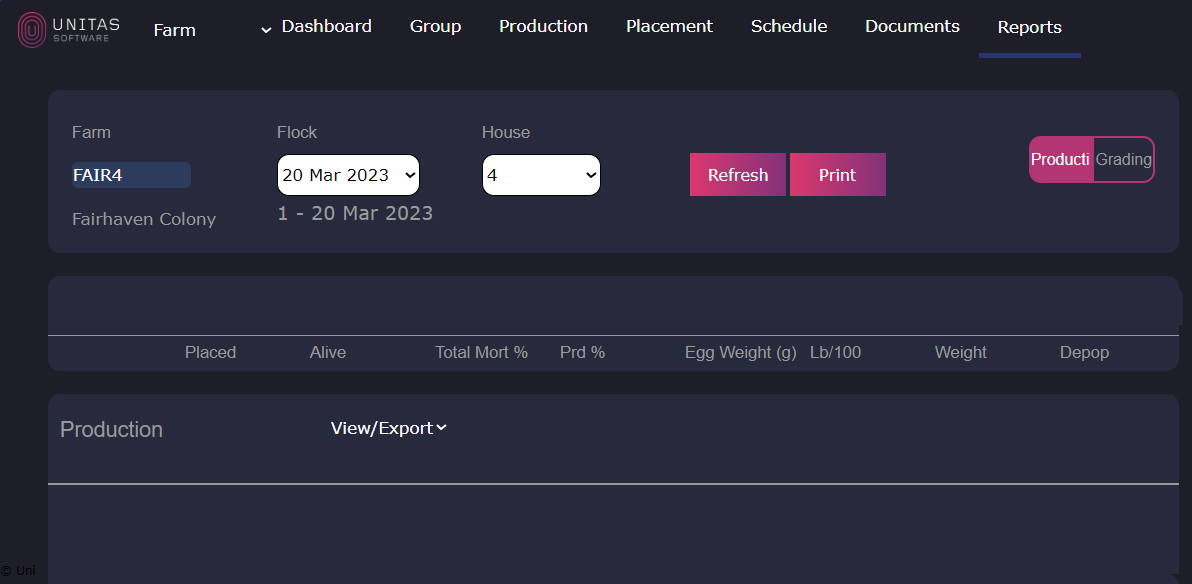 UNITAS
SOFTWARE
Farm Dashboard Group Production Placement Schedule Documents Reports
Farm Flock House
FAIR4 20 Mar 2023 4 Refresh Print Producti Grading
Fairhaven Colony 1 - 20 Mar 2023
Placed Alive Total Mort % Prd % Egg Weight (g) Lb/100 Weight Depop
Production View/Export
© Uni